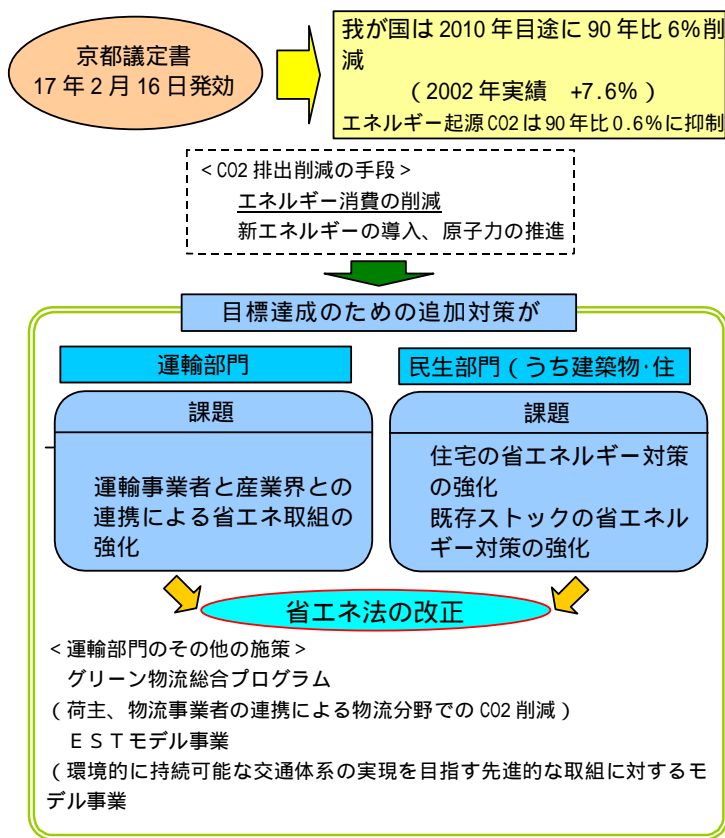 京都議定書
17年2月16日発効
我が国は2010年目途に90年比6%削
減
（2002年実績　+7.6%）
エネルギー起源CO2は90年比0.6%に抑制
＜CO2排出削減の手段＞
エネルギー消費の削減
新エネルギーの導入、原子力の推進
目標達成のための追加対策が
運輸部門
課題
運輸事業者と産業界との
連携による省エネ取組の
強化
民生部門（うち建築物・住
課題
住宅の省エネルギー対策
の強化
既存ストックの省エネル
ギー対策の強化
省エネ法の改正
＜運輸部門のその他の施策＞
グリーン物流総合プログラム
（荷主、物流事業者の連携による物流分野でのCO2削減）
ＥＳＴモデル事業
（環境的に持続可能な交通体系の実現を目指す先進的な取組に対するモ
デル事業